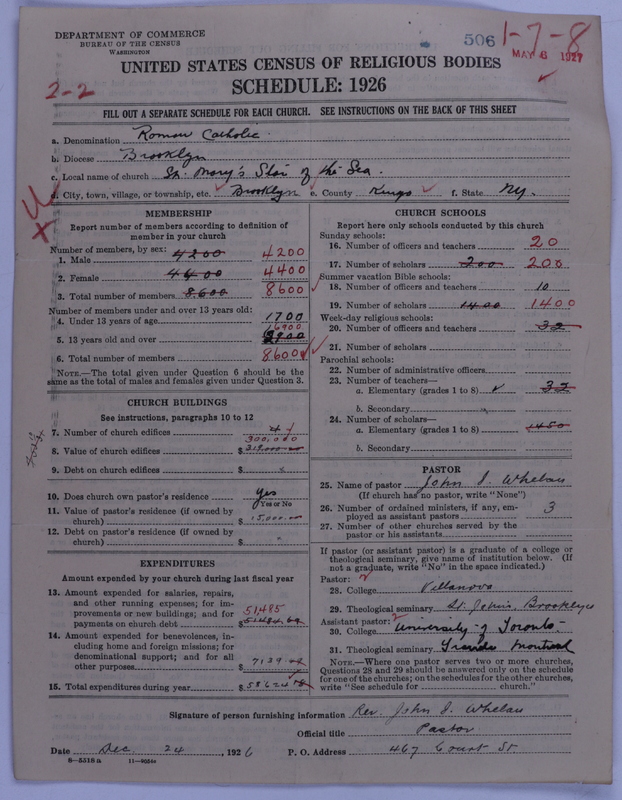 DEPARTMENT OF COMMERCE
BUREAU OF THE CENSUS
WASHINGTON
506 1-7-8
MAY 6 1927
UNITED STATES CENSUS OF RELIGIOUS BODIES
2-2
SCHEDULE: 1926
FILL OUT A SEPARATE SCHEDULE FOR EACH CHURCH. SEE INSTRUCTIONS ON THE BACK OF THIS SHEET
a. Denomination Roman Catholic
b. Diocese Brooklyn
c. Local name of church St. Mary's Star of the Sea.
d. City, town, village, or township, etc. Brooklyn e. County Kings f. State NY.
MEMBERSHIP
Report number of members according to definition of
member in your church
Number of members, by sex:
1. Male 4200 4200
2. Female 4400 4400
3. Total number of members 8600 8600
Number of members under and over 13 years old:
4. Under 13 years of age 1700
6900
5. 13 years old and over
6. Total number of members 8600
NOTE.—The total given under Question 6 should be the
same as the total of males and females given under Question 3.
CHURCH BUILDINGS
See instructions, paragraphs 10 to 12
7. Number of church edifices
300,000
8. Value of church edifices $
9. Debt on church edifices $
10. Does church own pastor's residence Yes
Yes or No
11. Value of pastor's residence (if owned by
church) $ 15,000.00
12. Debt on pastor's residence (if owned by
church) $
EXPENDITURES
Amount expended by your church during last fiscal year
13. Amount expended for salaries, repairs,
and other running expenses; for im-
provements or new buildings; and for
payments on church debt $ 51,485
14. Amount expended for benevolences,
including home and foreign missions; for
denominational support; and for all
other purposes 7139
15. Total expenditures during year $ 58624
CHURCH SCHOOLS
Report here only schools conducted by this church
Sunday schools:
16. Number of officers and teachers 20
17. Number of scholars 200 200
Summer vacation Bible schools:
18. Number of officers and teachers 10
19. Number of scholars 1400 1400
Week-day religious schools:
20. Number of officers and teachers 32
21. Number of scholars
Parochial schools:
22. Number of administrative officers
23. Number of teachers—
a. Elementary (grades 1 to 8) 32
b. Secondary
24. Number of scholars—
a. Elementary (grades 1 to 8) 1450
b. Secondary
PASTOR
25. Name of pastor John J. Whelan
(If church has no pastor, write "None")
26. Number of ordained ministers, if any, em-
ployed as assistant pastors 3
27. Number of other churches served by the
pastor or his assistants
If pastor (or assistant pastor) is a graduate of a college or
theological seminary, give name of institution below. (If
not a graduate, write "No" in the space indicated.)
Pastor:
28. College Villanova
29. Theological seminary St. John's, Brooklyn
Assistant pastor:
30. College University of Toronto
31. Theological seminary Grande Montreal
NOTE.—Where one pastor serves two or more churches,
Questions 28 and 29 should be answered only on the schedule
for one of the churches; on the schedules for the other churches,
write "See schedule for church."
Signature of person furnishing information Rev. John J. Whelan
Official title Pastor
Date Dec 24, 1926 P. O. Address 467 Court St
8—5518 a